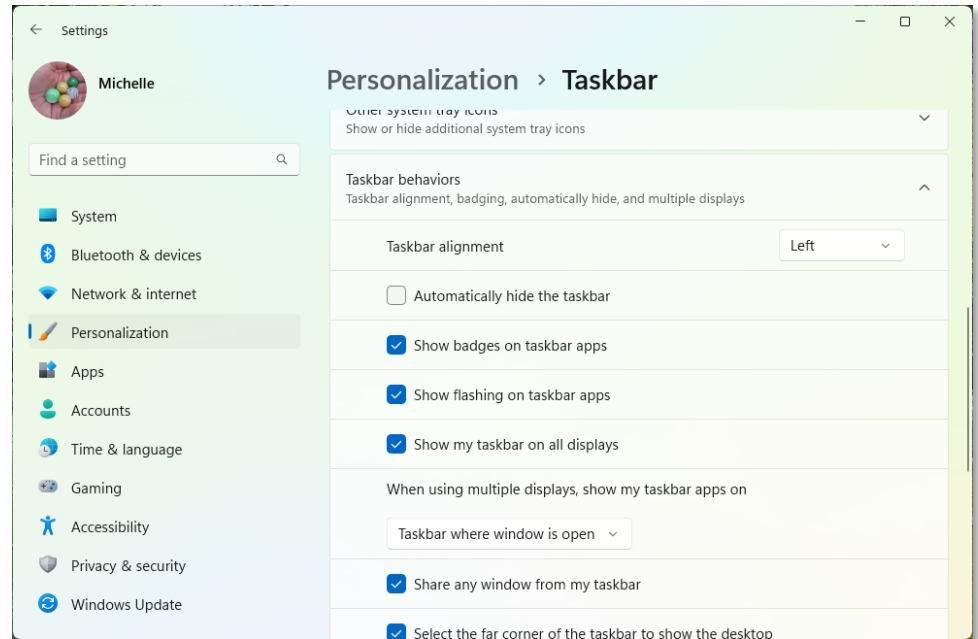 Settings
Michelle
Find a setting
System
Bluetooth & devices
Network & internet
Personalization
Apps
Accounts
Time & language
Gaming
Accessibility
Privacy & security
Windows Update
Personalization > Taskbar
Other system tray icons
Show or hide additional system tray icons
Taskbar behaviors
Taskbar alignment, badging, automatically hide, and multiple displays
Taskbar alignment Left
Automatically hide the taskbar
Show badges on taskbar apps
Show flashing on taskbar apps
Show my taskbar on all displays
When using multiple displays, show my taskbar apps on
Taskbar where window is open
Share any window from my taskbar
Select the far corner of the taskbar to show the desktop